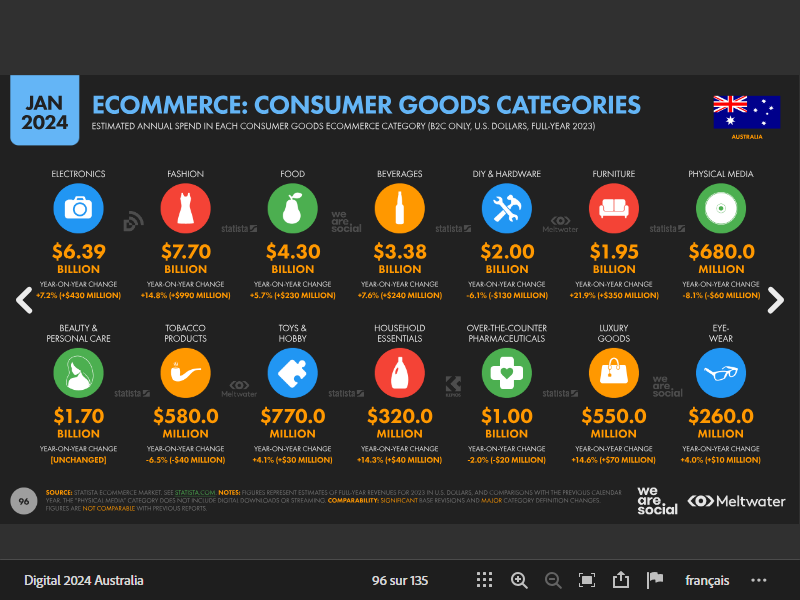 JAN
2024
ECOMMERCE: CONSUMER GOODS CATEGORIES
ESTIMATED ANNUAL SPEND IN EACH CONSUMER GOODS ECOMMERCE CATEGORY (B2C ONLY, U.S. DOLLARS, FULL-YEAR 2023)
AUSTRALIA
ELECTRONICS
$6.39
BILLION
YEAR-ON-YEAR CHANGE
+7.2% (+$430 MILLION)
FASHION
$7.70
BILLION
YEAR-ON-YEAR CHANGE
+14.8% (+$990 MILLION)
FOOD
$4.30
BILLION
YEAR-ON-YEAR CHANGE
+5.7% (+$230 MILLION)
BEVERAGES
$3.38
BILLION
YEAR-ON-YEAR CHANGE
+7.6% (+$240 MILLION)
DIY & HARDWARE
$2.00
BILLION
YEAR-ON-YEAR CHANGE
-6.1% (-$130 MILLION)
FURNITURE
$1.95
BILLION
YEAR-ON-YEAR CHANGE
+21.9% (+$350 MILLION)
PHYSICAL MEDIA
$680.0
MILLION
YEAR-ON-YEAR CHANGE
-8.1% (-$60 MILLION)
statista
we
are.
social
statista
Meltwater
statista
BEAUTY &
PERSONAL CARE
$1.70
BILLION
YEAR-ON-YEAR CHANGE
[UNCHANGED]
TOBACCO
PRODUCTS
$580.0
MILLION
YEAR-ON-YEAR CHANGE
-6.5% (-$40 MILLION)
TOYS &
HOBBY
$770.0
MILLION
YEAR-ON-YEAR CHANGE
+4.1% (+$30 MILLION)
HOUSEHOLD
ESSENTIALS
$320.0
MILLION
YEAR-ON-YEAR CHANGE
+14.3% (+$40 MILLION)
OVER-THE-COUNTER
PHARMACEUTICALS
$1.00
BILLION
YEAR-ON-YEAR CHANGE
-2.0% (-$20 MILLION)
LUXURY
GOODS
$550.0
MILLION
YEAR-ON-YEAR CHANGE
+14.6% (+$70 MILLION)
EYE-
WEAR
$260.0
MILLION
YEAR-ON-YEAR CHANGE
+4.0% (+$10 MILLION)
statista
Meltwater
statista
KEPIOS
statista
we
are.
social
96
SOURCE: STATISTA ECOMMERCE MARKET. SEE STATISTA.COM. NOTES: FIGURES REPRESENT ESTIMATES OF FULL-YEAR REVENUES FOR 2023 IN U.S. DOLLARS, AND COMPARISONS WITH THE PREVIOUS CALENDAR
YEAR. THE "PHYSICAL MEDIA" CATEGORY DOES NOT INCLUDE DIGITAL DOWNLOADS OR STREAMING. COMPARABILITY: SIGNIFICANT BASE REVISIONS AND MAJOR CATEGORY DEFINITION CHANGES.
FIGURES ARE NOT COMPARABLE WITH PREVIOUS REPORTS.
we
are.
social
Meltwater
Digital 2024 Australia
96 sur 135
français